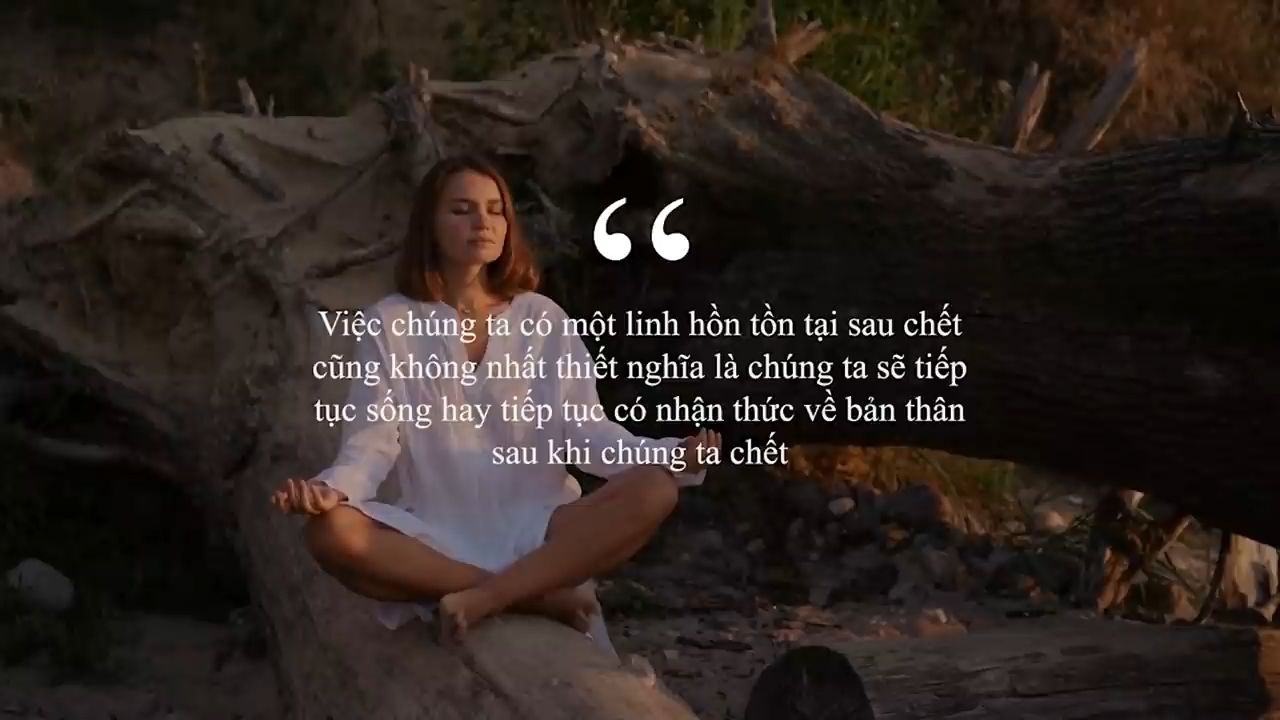 “
Việc chúng ta có một linh hồn tồn tại sau chết
cũng không nhất thiết nghĩa là chúng ta sẽ tiếp
tục sống hay tiếp tục có nhận thức về bản thân
sau khi chúng ta chết